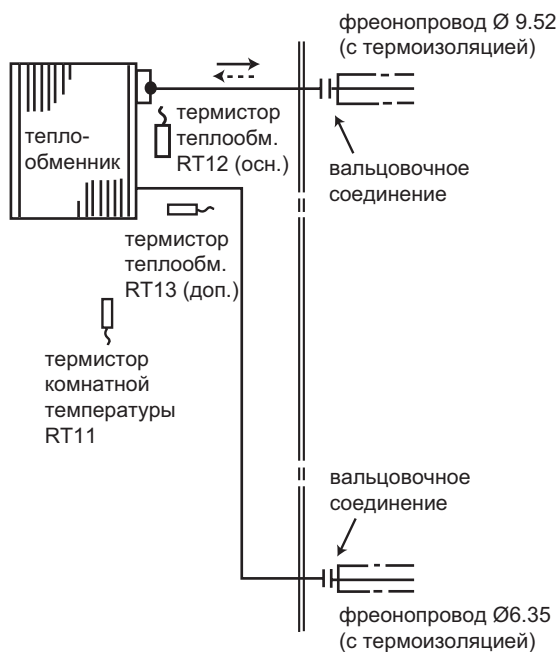 фреонопровод Ø 9.52
(с термоизоляцией)
тепло-
обменник
термистор
теплообм.
RT12 (осн.)
вальцовочное
соединение
термистор
теплообм.
RT13 (доп.)
термистор
комнатной
температуры
RT11
вальцовочное
соединение
фреонопровод Ø6.35
(с термоизоляцией)